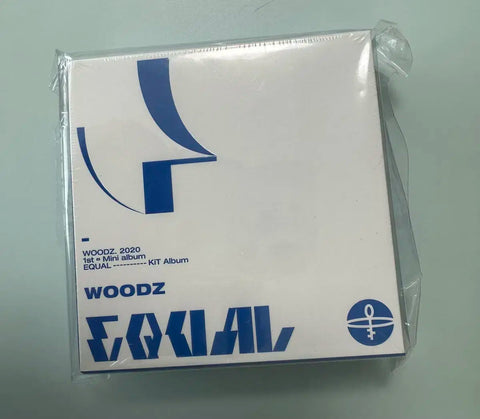 WOODZ. 2020
1st = Mini album
EQUAL ---------- KiT Album
WOODZ
EQUAL